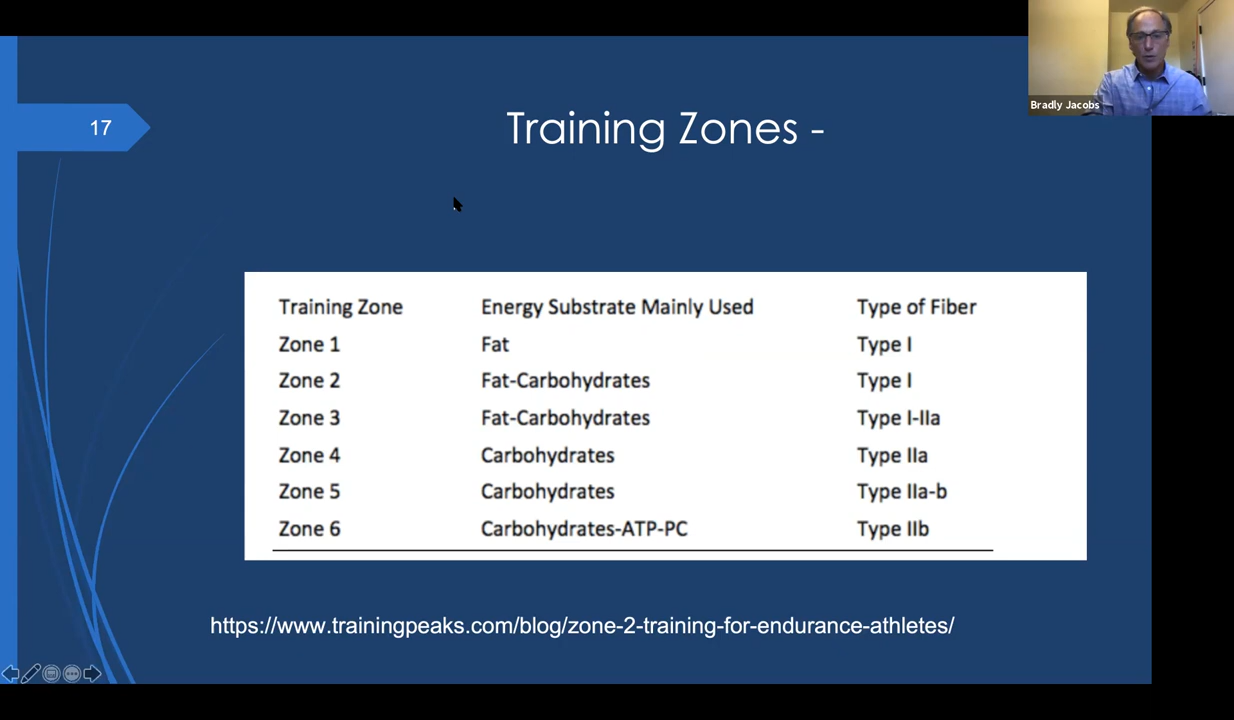 Bradly Jacobs
17
Training Zones -
Training Zone Energy Substrate Mainly Used Type of Fiber
Zone 1 Fat Type I
Zone 2 Fat-Carbohydrates Type I
Zone 3 Fat-Carbohydrates Type I-IIa
Zone 4 Carbohydrates Type IIa
Zone 5 Carbohydrates Type IIa-b
Zone 6 Carbohydrates-ATP-PC Type IIb
https://www.trainingpeaks.com/blog/zone-2-training-for-endurance-athletes/